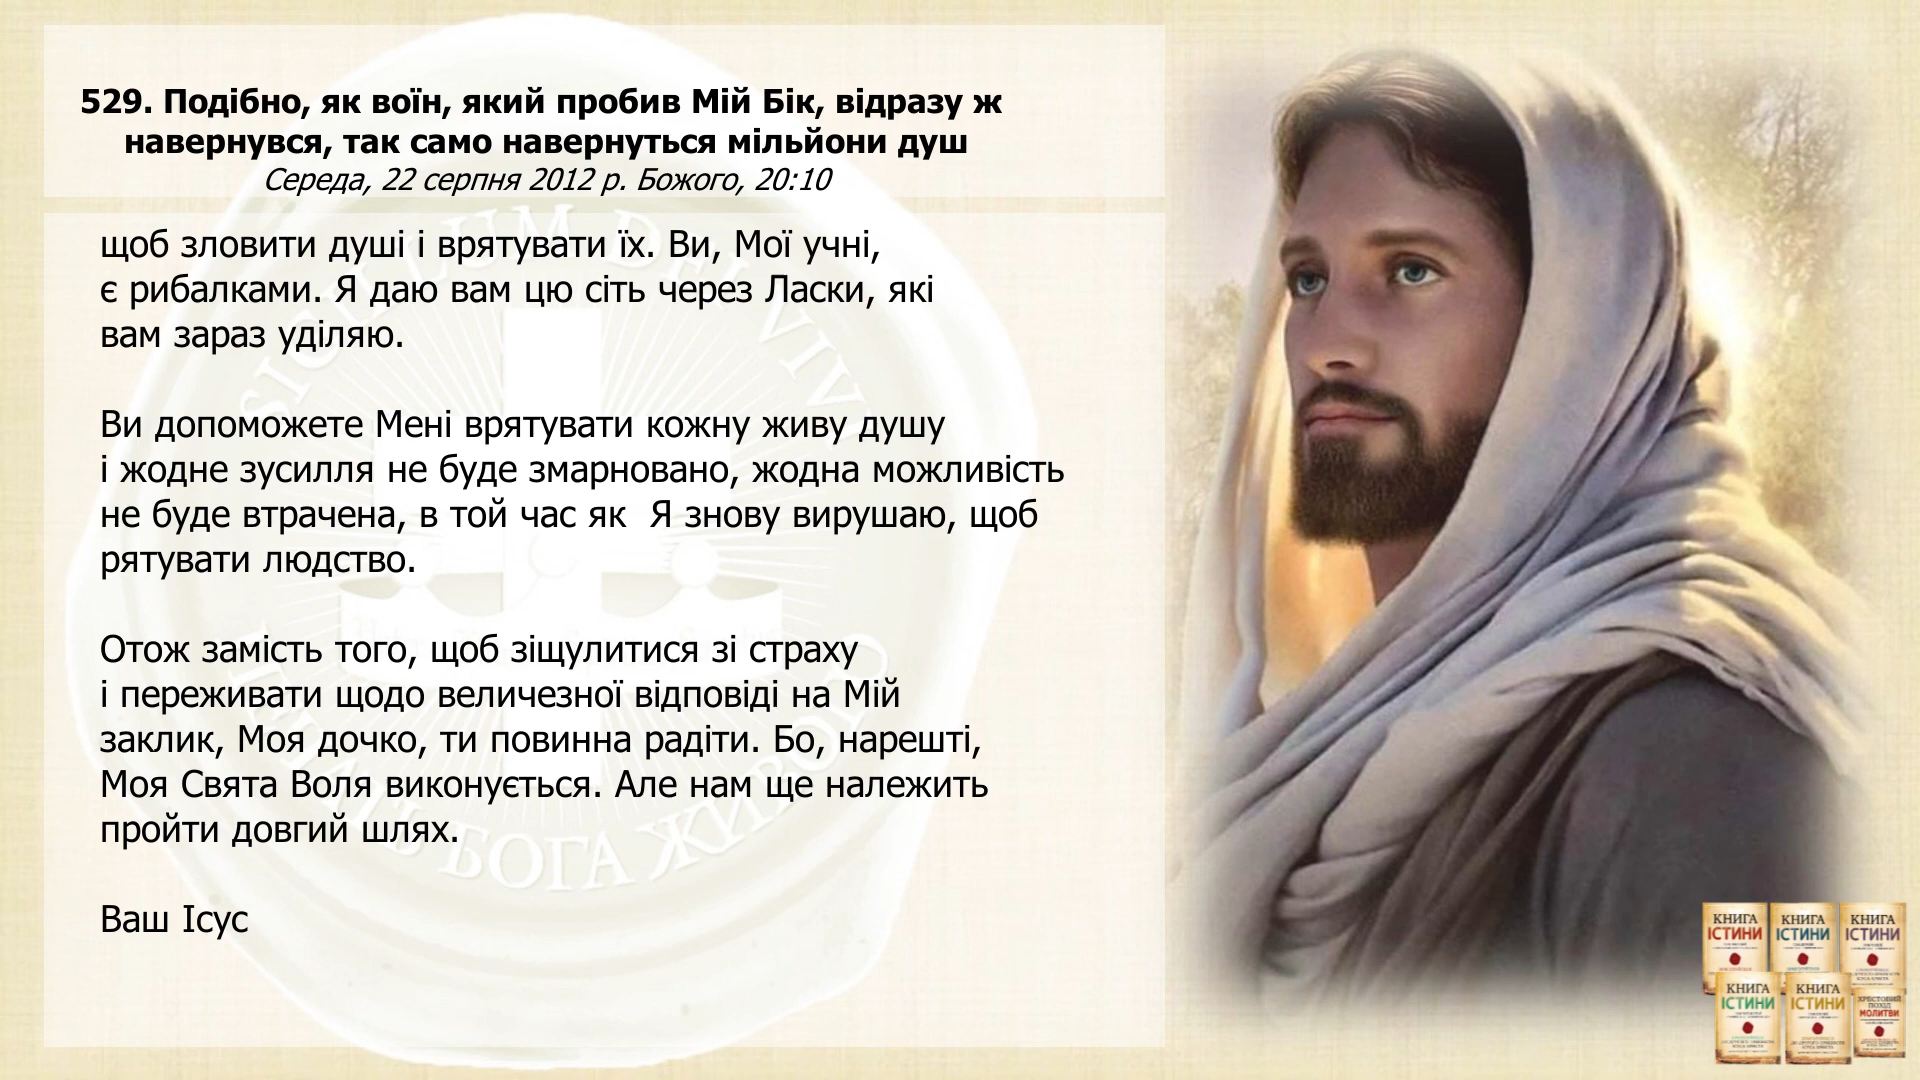 529. Подібно, як воїн, який пробив Мій Бік, відразу ж
навернувся, так само навернуться мільйони душ
Середа, 22 серпня 2012 р. Божого, 20:10
щоб зловити душі і врятувати їх. Ви, Мої учні,
є рибалками. Я даю вам цю сіть через Ласки, які
вам зараз уділяю.
Ви допоможете Мені врятувати кожну живу душу
і жодне зусилля не буде змарновано, жодна можливість
не буде втрачена, в той час як  Я знову вирушаю, щоб
рятувати людство.
Отож замість того, щоб зіщулитися зі страху
і переживати щодо величезної відповіді на Мій
заклик, Моя дочко, ти повинна радіти. Бо, нарешті,
Моя Свята Воля виконується. Але нам ще належить
пройти довгий шлях.
Ваш Ісус
БОГА ЖИВОГО
КНИГА
ІСТИНИ
КНИГА
ІСТИНИ
КНИГА
ІСТИНИ
КНИГА
ІСТИНИ
КНИГА
ІСТИНИ
ХРЕСТОВИЙ
ПОХІД
МОЛИТВИ